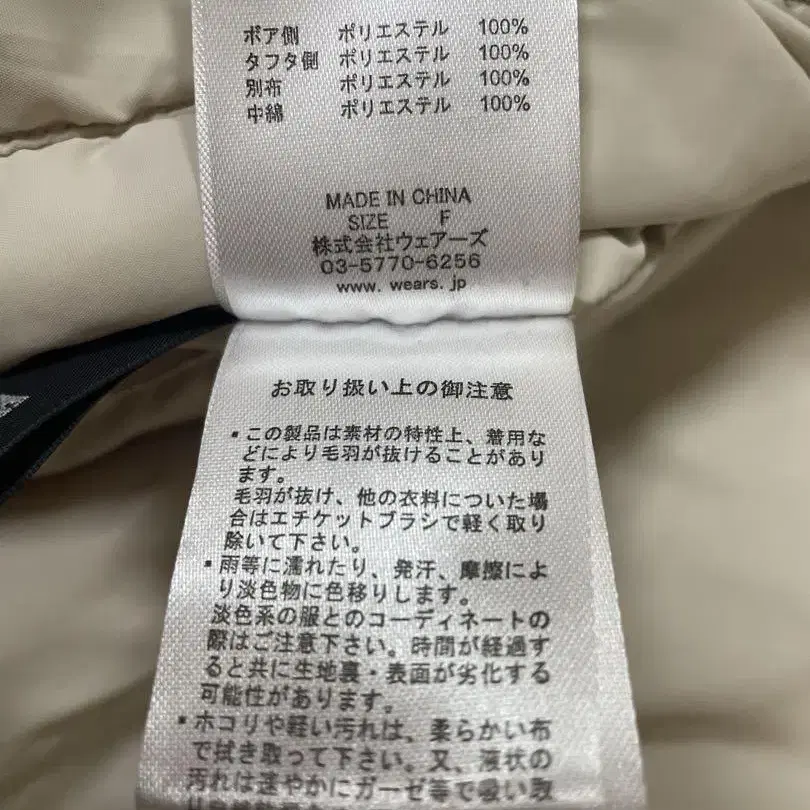 ボア側 ポリエステル 100%
タフタ側 ポリエステル 100%
別布 ポリエステル 100%
中綿 ポリエステル 100%
MADE IN CHINA
SIZE F
株式会社ウェアーズ
03-5770-6256
www. wears. jp
お取り扱い上の御注意
▪この製品は素材の特性上、着用な
どにより毛羽が抜けることがあり
ます。
毛羽が抜け、他の衣料についた場
合はエチケットブラシで軽く取り
除いて下さい。
▪雨等に濡れたり、発汗、摩擦によ
り淡色物に色移りします。
淡色系の服とのコーディネートの
際はご注意下さい。時間が経過す
ると共に生地裏・表面が劣化する
可能性があります。
▪ホコリや軽い汚れは、柔らかい布
で拭き取って下さい。又、液状の
汚れは速やかにガーゼ等で吸い取